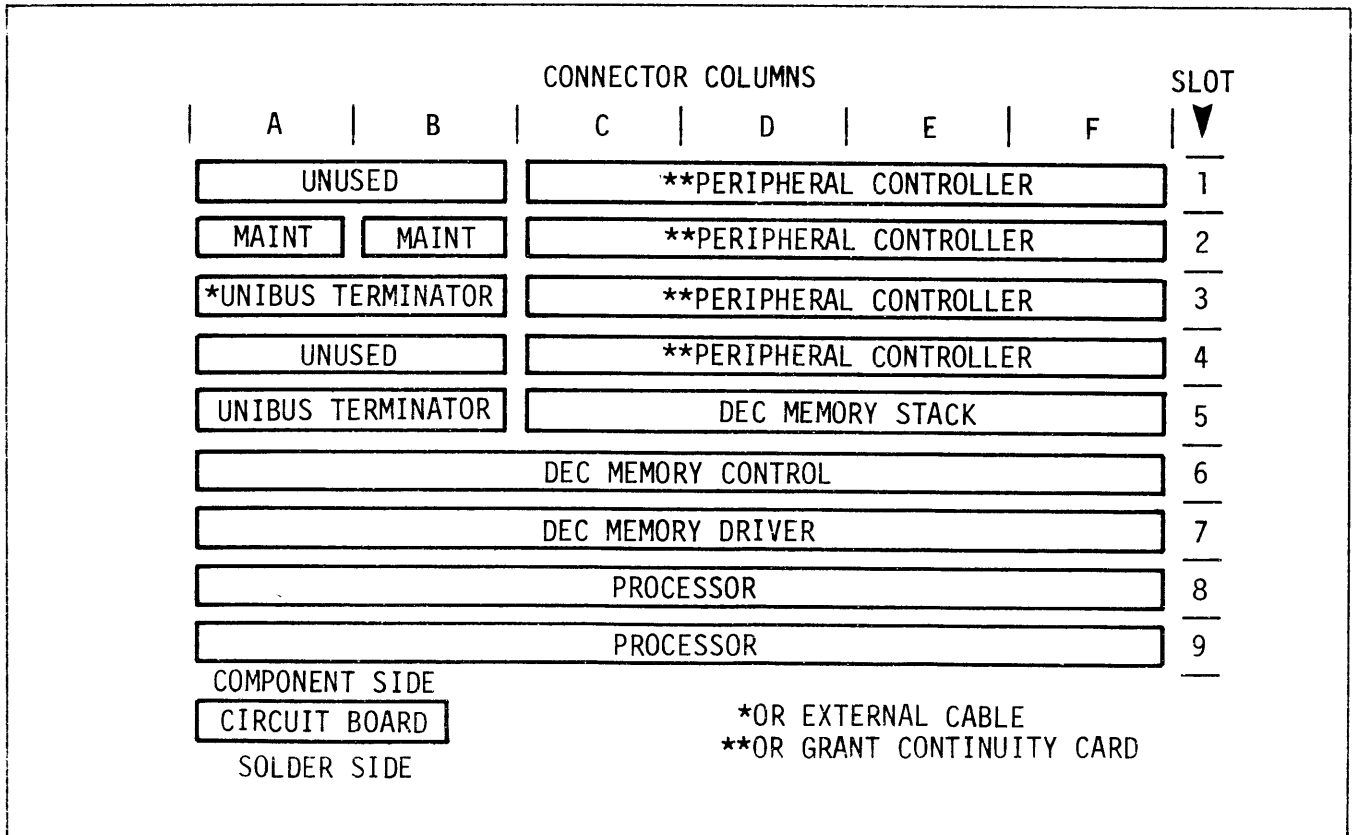 CONNECTOR COLUMNS SLOT
A B C D E F
UNUSED **PERIPHERAL CONTROLLER 1
MAINT MAINT **PERIPHERAL CONTROLLER 2
*UNIBUS TERMINATOR **PERIPHERAL CONTROLLER 3
UNUSED **PERIPHERAL CONTROLLER 4
UNIBUS TERMINATOR DEC MEMORY STACK 5
DEC MEMORY CONTROL 6
DEC MEMORY DRIVER 7
PROCESSOR 8
PROCESSOR 9
COMPONENT SIDE
CIRCUIT BOARD
SOLDER SIDE
*OR EXTERNAL CABLE
**OR GRANT CONTINUITY CARD